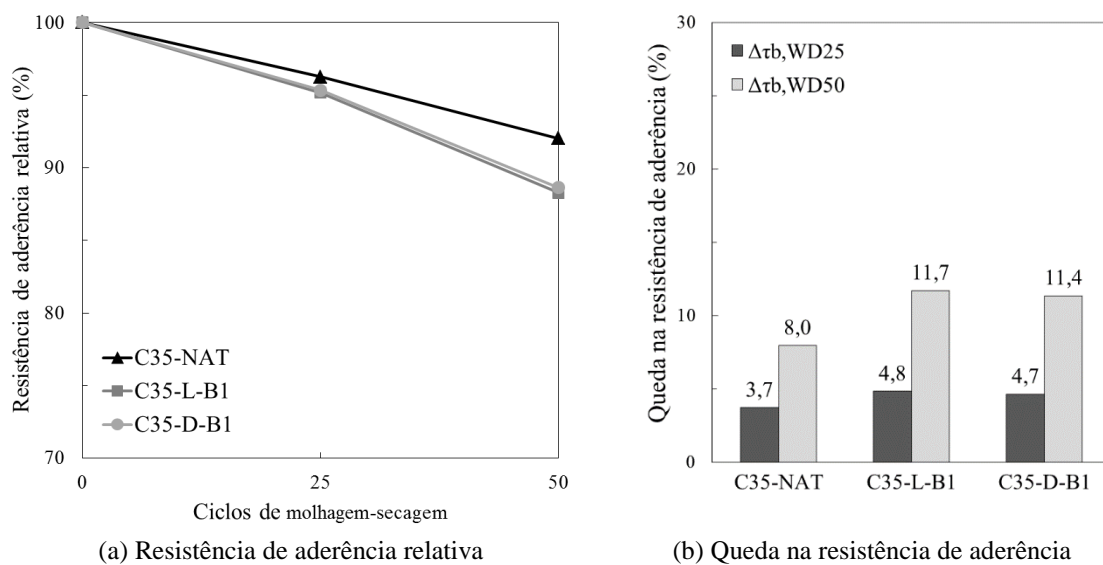 Resistência de aderência relativa (%)
100
90
80
70
C35-NAT
C35-L-B1
C35-D-B1
0
25
50
Ciclos de molhagem-secagem
(a) Resistência de aderência relativa
Queda na resistência de aderência (%)
30
20
10
0
Δτb,WD25
Δτb,WD50
3,7
8,0
4,8
11,7
4,7
11,4
C35-NAT
C35-L-B1
C35-D-B1
(b) Queda na resistência de aderência